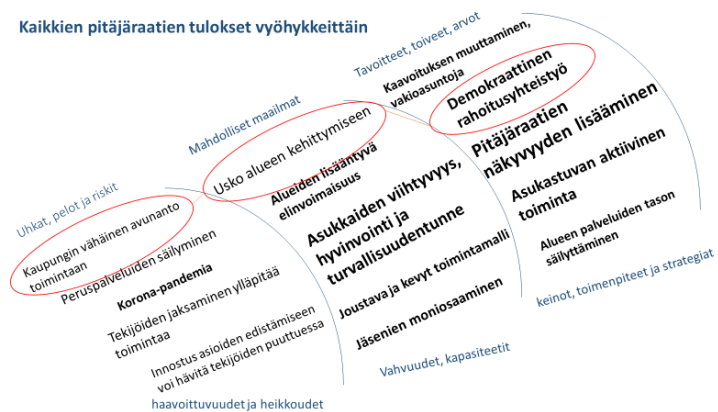 Kaikkien pitäjäraatien tulokset vyöhykkeittäin
Uhkat, pelot ja riskit
Kaupungin vähäinen avunanto
toimintaan
Peruspalveluiden säilyminen
Korona-pandemia
Tekijöiden jaksaminen ylläpitää
toimintaa
Innostus asioiden edistämiseen
voi hävitä tekijöiden puuttuessa
haavoittuvuudet ja heikkoudet
Mahdolliset maailmat
Usko alueen kehittymiseen
Alueiden lisääntyvä
elinvoimaisuus
Asukkaiden viihtyvyys,
hyvinvointi ja
turvallisuudentunne
Joustava ja kevyt toimintamalli
Jäsenien moniosaaminen
Vahvuudet, kapasiteetit
Tavoitteet, toiveet, arvot
Kaavoituksen muuttaminen,
vakioasuntoja
Demokraattinen
rahoitusyhteistyö
Pitäjäraatien
näkyvyyden lisääminen
Asukastuvan aktiivinen
toiminta
Alueen palveluiden tason
säilyttäminen
keinot, toimenpiteet ja strategiat